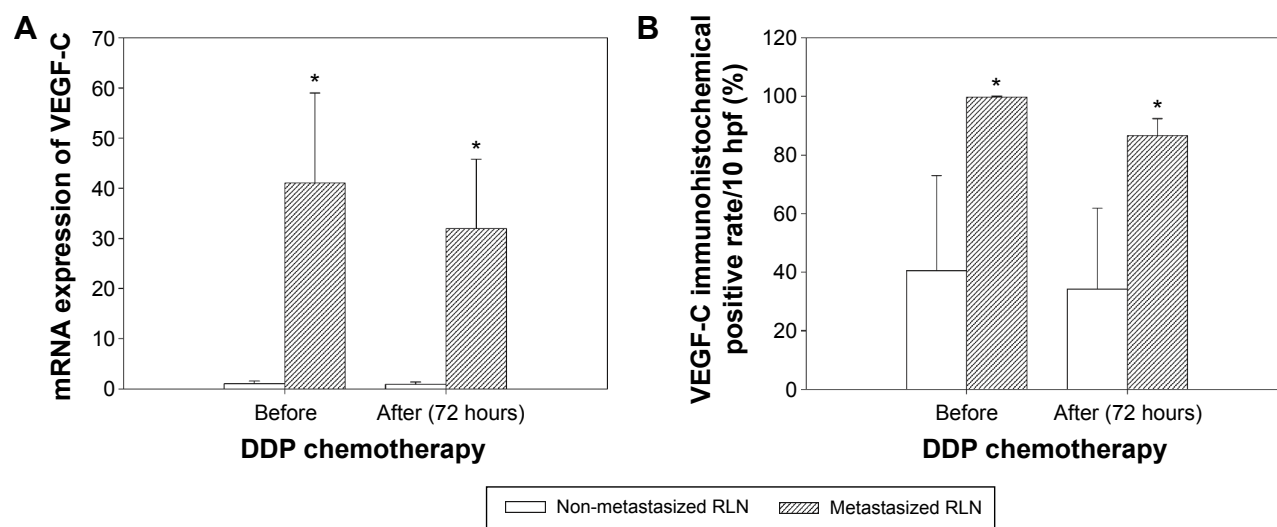 A
mRNA expression of VEGF-C
70
60
50
40
30
20
10
0
*
*
Before
After (72 hours)
DDP chemotherapy
B
VEGF-C immunohistochemical
positive rate/10 hpf (%)
120
100
80
60
40
20
0
*
*
Before
After (72 hours)
DDP chemotherapy
Non-metastasized RLN
Metastasized RLN